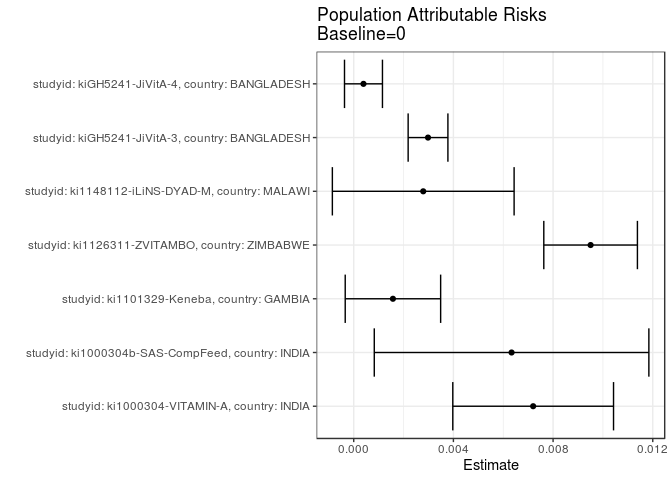 Population Attributable Risks
Baseline=0
studyid: kiGH5241-JiVitA-4, country: BANGLADESH
studyid: kiGH5241-JiVitA-3, country: BANGLADESH
studyid: ki1148112-iLiNS-DYAD-M, country: MALAWI
studyid: ki1126311-ZVITAMBO, country: ZIMBABWE
studyid: ki1101329-Keneba, country: GAMBIA
studyid: ki1000304b-SAS-CompFeed, country: INDIA
studyid: ki1000304-VITAMIN-A, country: INDIA
0.000 0.004 0.008 0.012
Estimate